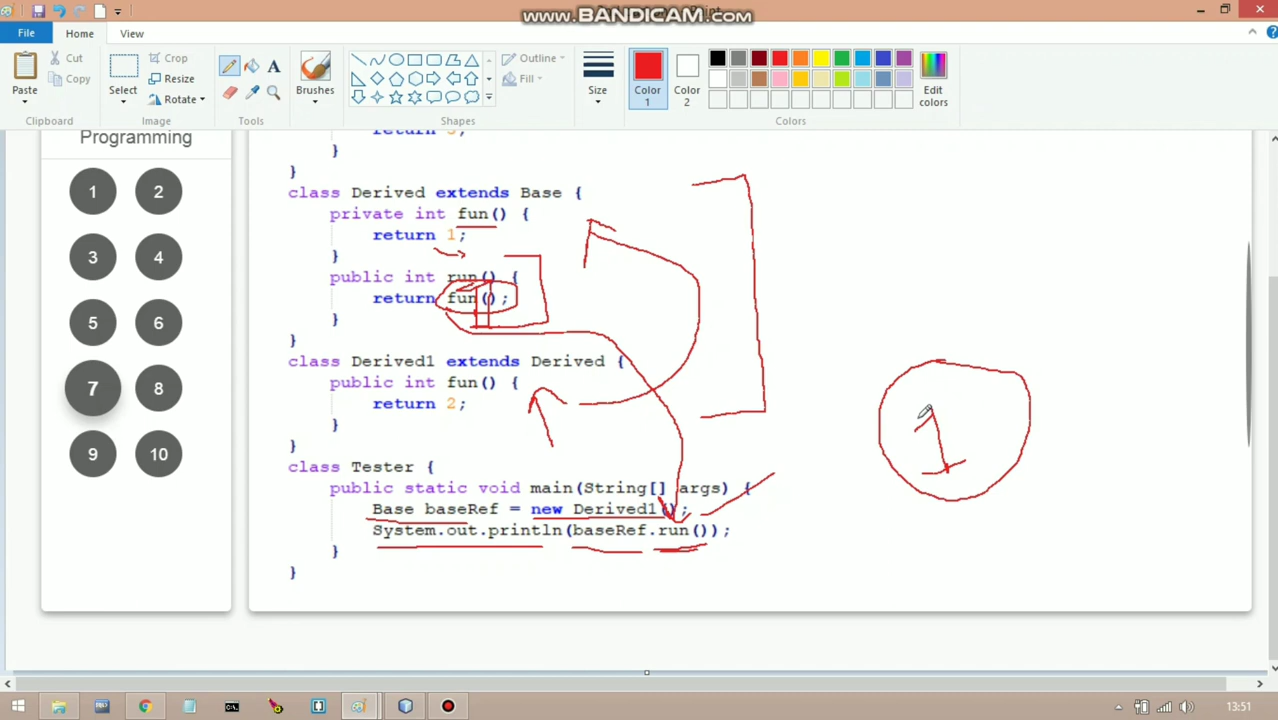 www.BANDICAM.com
File
Home
View
Paste
Cut
Copy
Clipboard
Select
Crop
Resize
Rotate
Image
Tools
Brushes
Shapes
Outline
Fill
Size
Color 1
Color 2
Edit colors
Colors
Programming
1 2
3 4
5 6
7 8
9 10
}
}
class Derived extends Base {
private int fun() {
return 1;
}
public int run() {
return fun();
}
}
class Derived1 extends Derived {
public int fun() {
return 2;
}
}
class Tester {
public static void main(String[] args) {
Base baseRef = new Derived1();
System.out.println(baseRef.run());
}
}
1
13:51